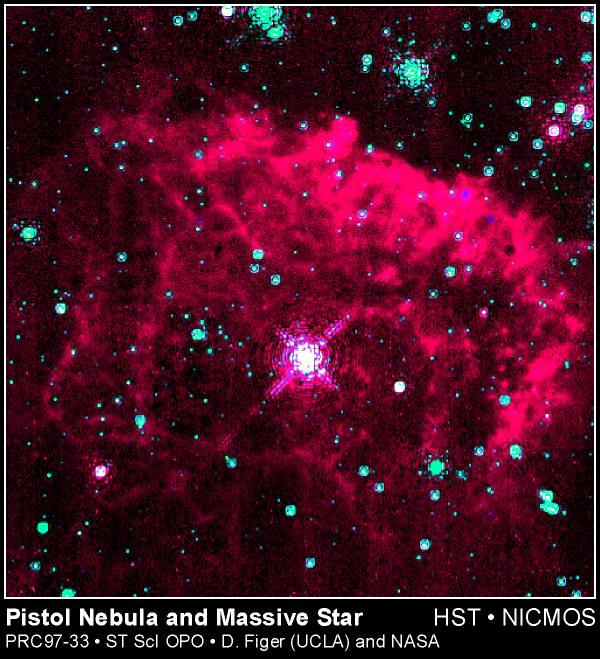 Pistol Nebula and Massive Star HST • NICMOS
PRC97-33 • ST ScI OPO • D. Figer (UCLA) and NASA